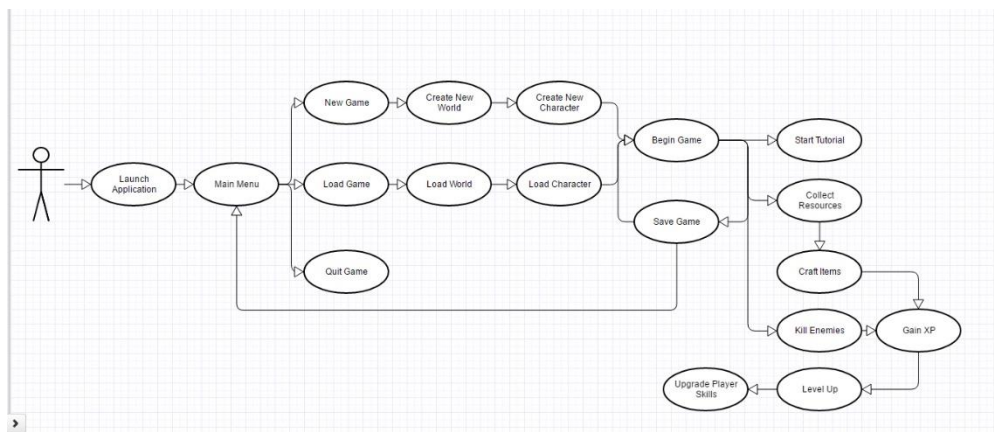 New Game
Create New
World
Create New
Character
Begin Game
Start Tutorial
Launch
Application
Main Menu
Load Game
Load World
Load Character
Collect
Resources
Save Game
Quit Game
Craft Items
Kill Enemies
Gain XP
Upgrade Player
Skills
Level Up